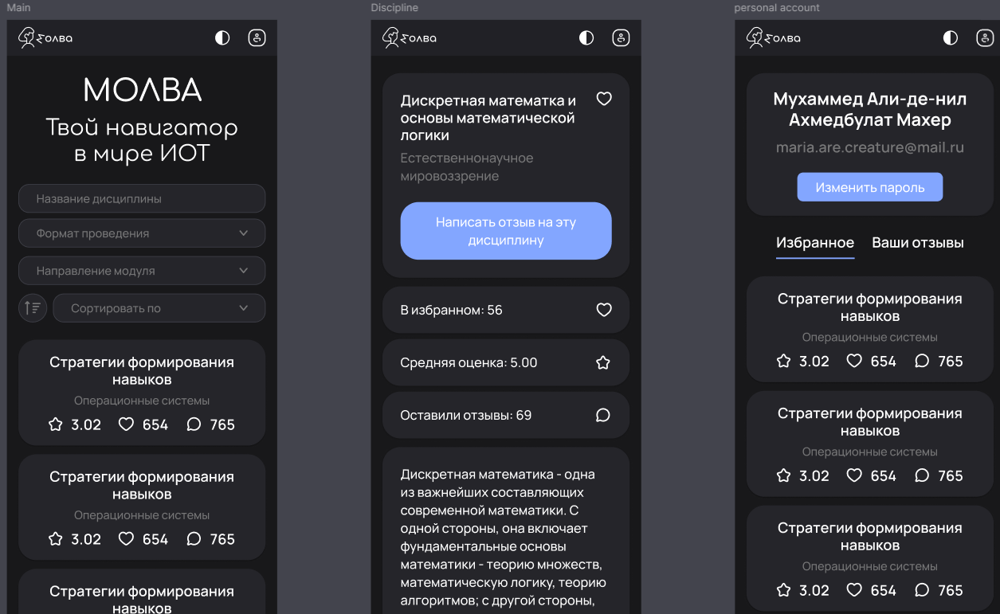 Main
Молва
МОЛВА
Твой навигатор
в мире ИОТ
Название дисциплины
Формат проведения
Направление модуля
Сортировать по
Стратегии формирования
навыков
Операционные системы
3.02 654 765
Стратегии формирования
навыков
Операционные системы
3.02 654 765
Стратегии формирования
навыков
Discipline
Молва
Дискретная математка и
основы математической
логики
Естественнонаучное
мировоззрение
Написать отзыв на эту
дисциплину
В избранном: 56
Средняя оценка: 5.00
Оставили отзывы: 69
Дискретная математика - одна
из важнейших составляющих
современной математики. С
одной стороны, она включает
фундаментальные основы
математики - теорию множеств,
математическую логику, теорию
алгоритмов; с другой стороны,
personal account
Молва
Мухаммед Али-де-нил
Ахмедбулат Махер
maria.are.creature@mail.ru
Изменить пароль
Избранное Ваши отзывы
Стратегии формирования
навыков
Операционные системы
3.02 654 765
Стратегии формирования
навыков
Операционные системы
3.02 654 765
Стратегии формирования
навыков
Операционные системы
3.02 654 765